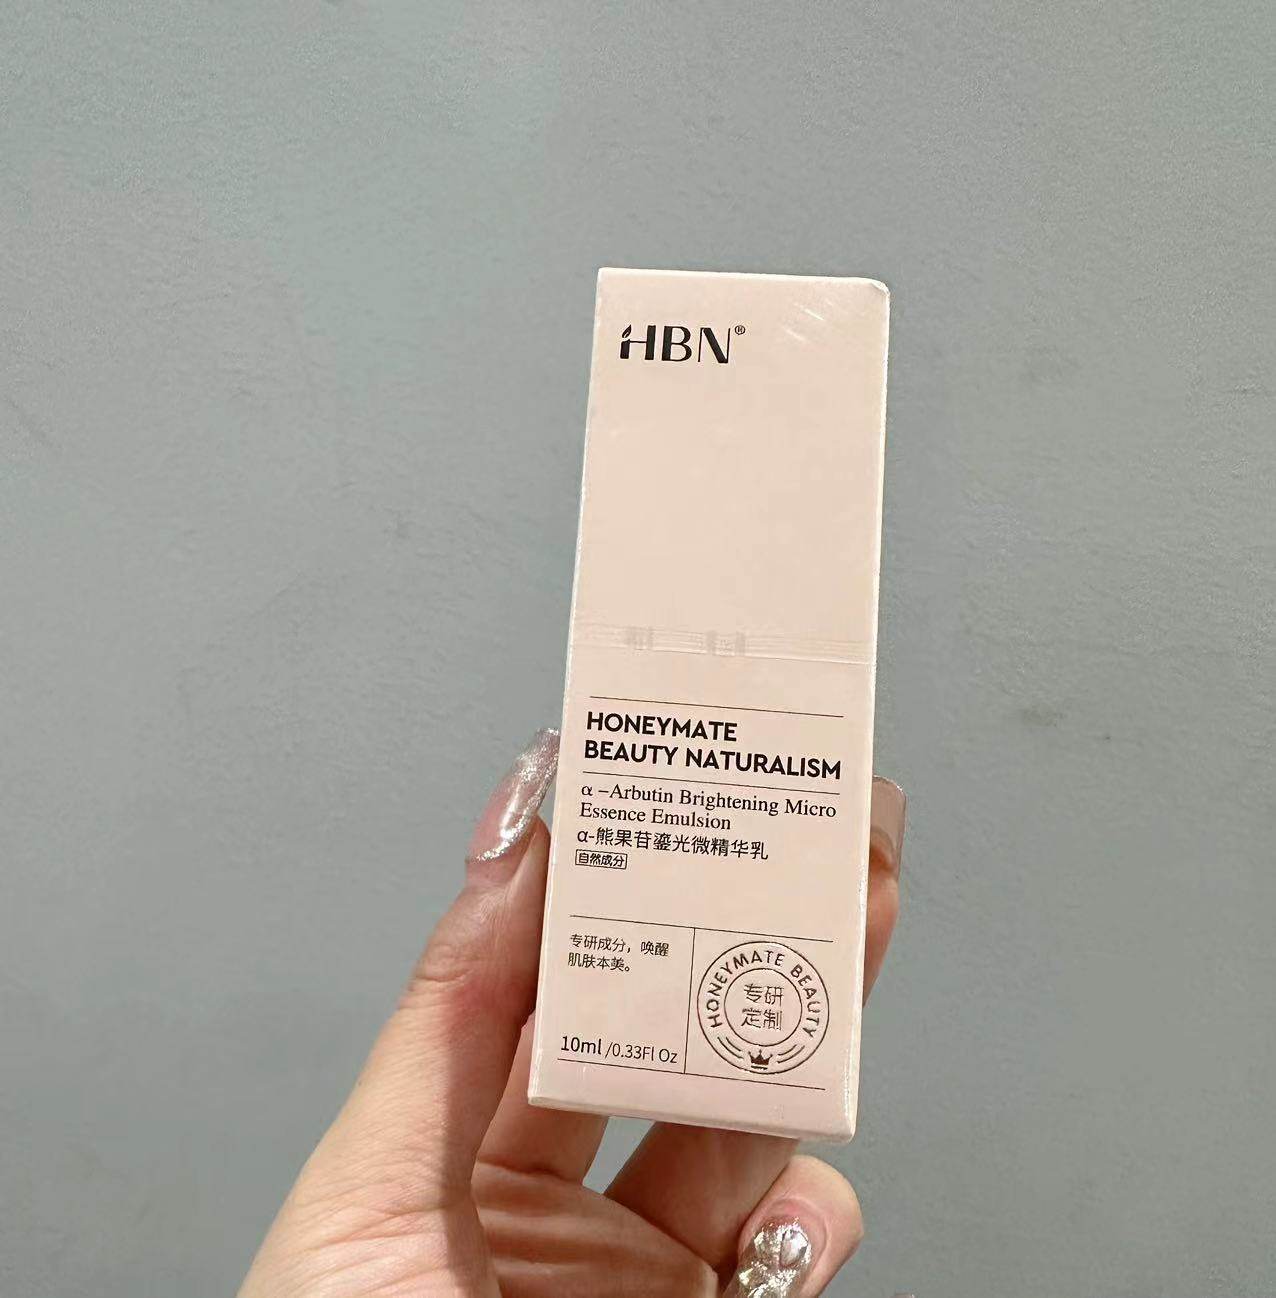 HBN®
HONEYMATE
BEAUTY NATURALISM
α-Arbutin Brightening Micro
Essence Emulsion
α-熊果苷鎏光微精华乳
自然成分
专研成分，唤醒
肌肤本美。
10ml /0.33Fl Oz
HONEYMATE BEAUTY
专研
定制